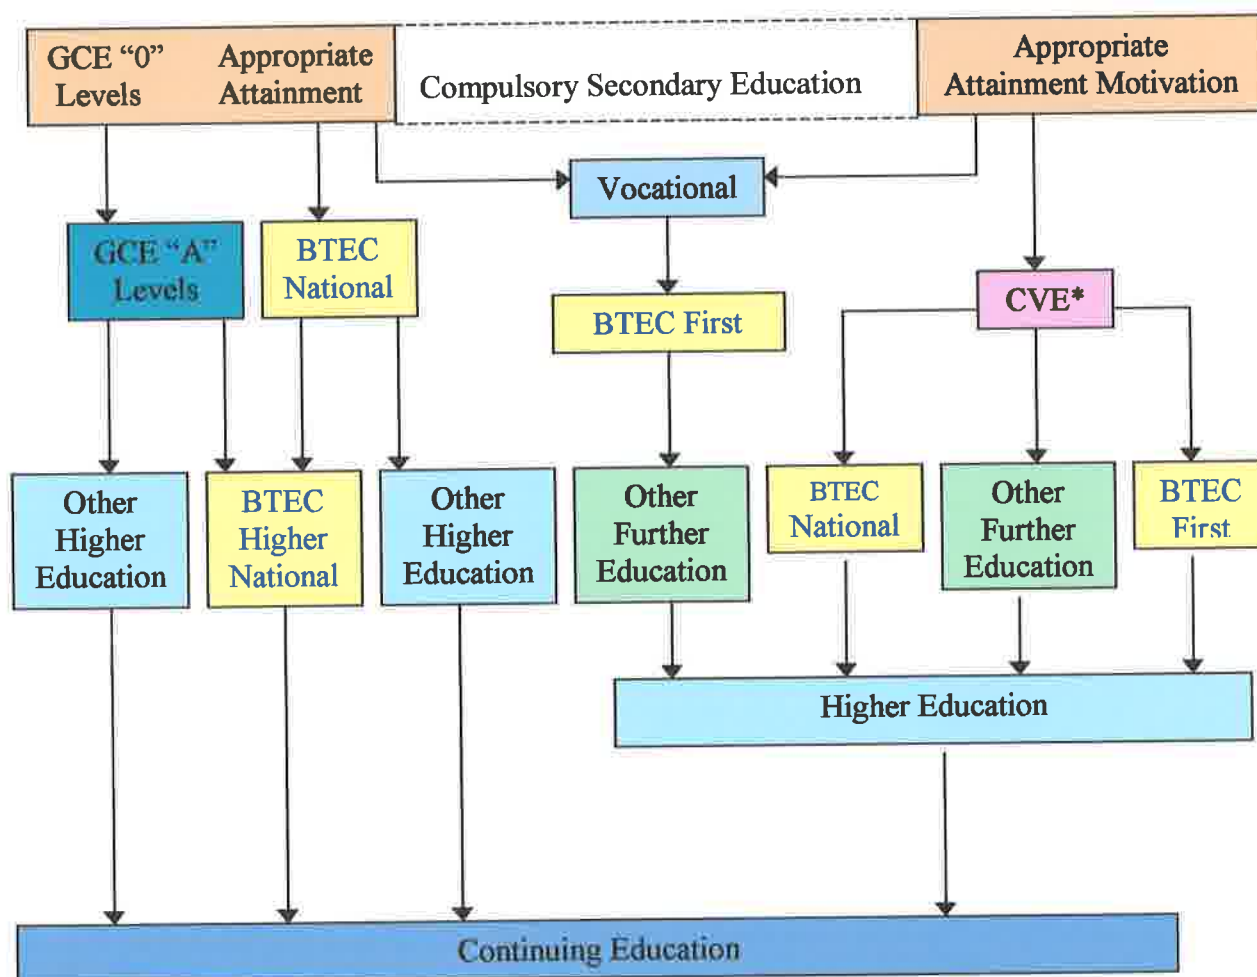 GCE “0” Appropriate
Levels Attainment
Compulsory Secondary Education
Appropriate
Attainment Motivation
Vocational
GCE “A”
Levels
BTEC
National
BTEC First
CVE*
Other
Higher
Education
BTEC
Higher
National
Other
Higher
Education
Other
Further
Education
BTEC
National
Other
Further
Education
BTEC
First
Higher Education
Continuing Education